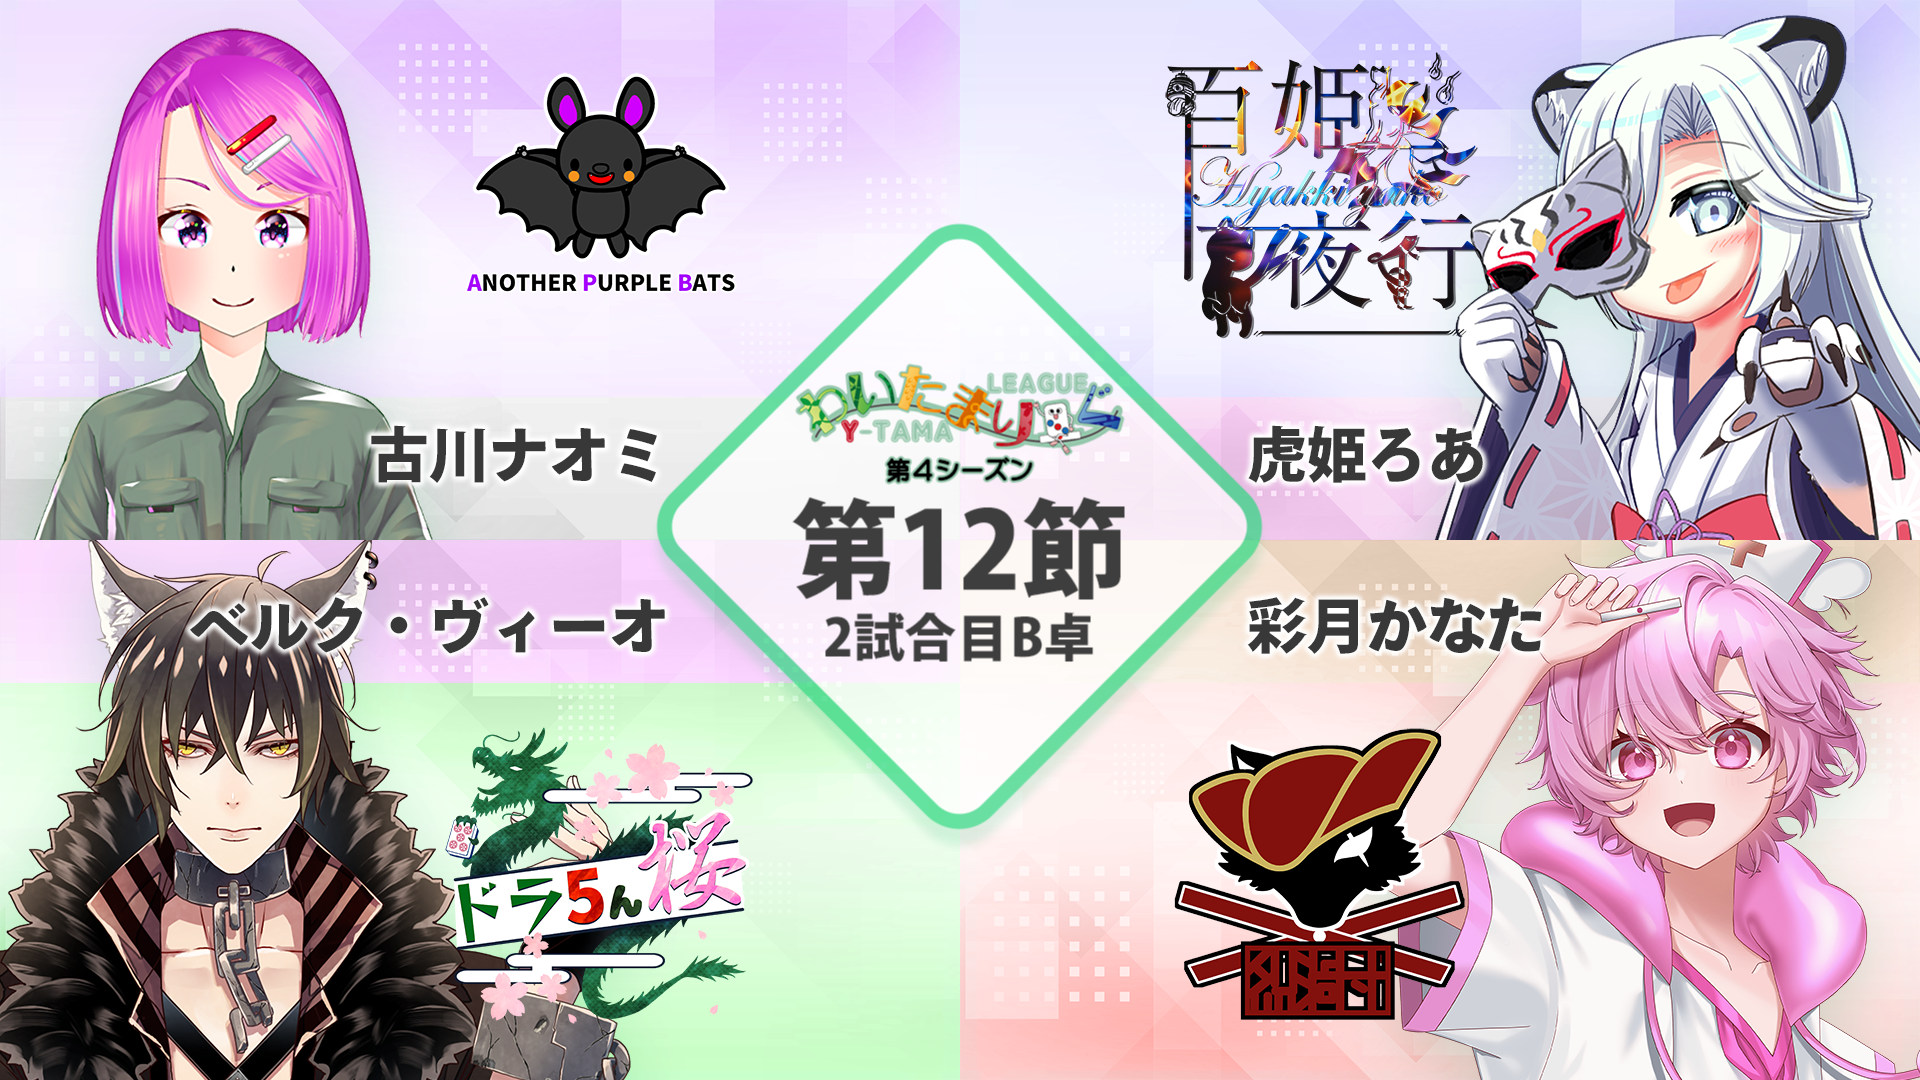 ANOTHER PURPLE BATS
古川ナオミ
百姫
Hyakkiyako
夜行
虎姫ろあ
わいたまりーぐ
LEAGUE
Y-TAMA
第4シーズン
第12節
2試合目B卓
ベルク・ヴィーオ
ドラ5ん桜
彩月かなた